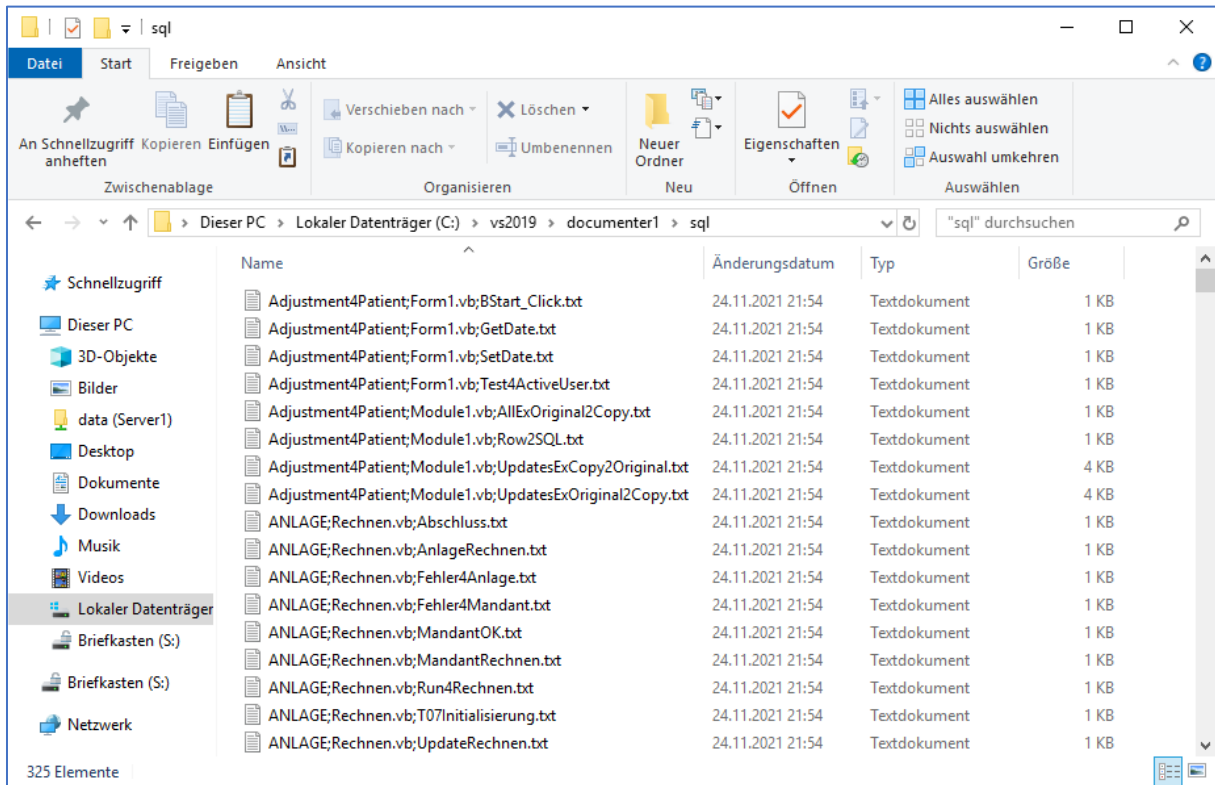 sql
Datei Start Freigeben Ansicht
An Schnellzugriff anheften
Kopieren
Einfügen
Verschieben nach
Kopieren nach
Löschen
Umbenennen
Neuer Ordner
Eigenschaften
Alles auswählen
Nichts auswählen
Auswahl umkehren
Zwischenablage Organisieren Neu Öffnen Auswählen
Dieser PC > Lokaler Datenträger (C:) > vs2019 > documenter1 > sql "sql" durchsuchen
Name Änderungsdatum Typ Größe
Schnellzugriff
Dieser PC
3D-Objekte
Bilder
data (Server1)
Desktop
Dokumente
Downloads
Musik
Videos
Lokaler Datenträger
Briefkasten (S:)
Briefkasten (S:)
Netzwerk
Adjustment4Patient;Form1.vb;BStart_Click.txt 24.11.2021 21:54 Textdokument 1 KB
Adjustment4Patient;Form1.vb;GetDate.txt 24.11.2021 21:54 Textdokument 1 KB
Adjustment4Patient;Form1.vb;SetDate.txt 24.11.2021 21:54 Textdokument 1 KB
Adjustment4Patient;Form1.vb;Test4ActiveUser.txt 24.11.2021 21:54 Textdokument 1 KB
Adjustment4Patient;Module1.vb;AllExOriginal2Copy.txt 24.11.2021 21:54 Textdokument 1 KB
Adjustment4Patient;Module1.vb;Row2SQL.txt 24.11.2021 21:54 Textdokument 1 KB
Adjustment4Patient;Module1.vb;UpdatesExCopy2Original.txt 24.11.2021 21:54 Textdokument 4 KB
Adjustment4Patient;Module1.vb;UpdatesExOriginal2Copy.txt 24.11.2021 21:54 Textdokument 4 KB
ANLAGE;Rechnen.vb;Abschluss.txt 24.11.2021 21:54 Textdokument 1 KB
ANLAGE;Rechnen.vb;AnlageRechnen.txt 24.11.2021 21:54 Textdokument 1 KB
ANLAGE;Rechnen.vb;Fehler4Anlage.txt 24.11.2021 21:54 Textdokument 1 KB
ANLAGE;Rechnen.vb;Fehler4Mandant.txt 24.11.2021 21:54 Textdokument 1 KB
ANLAGE;Rechnen.vb;MandantOK.txt 24.11.2021 21:54 Textdokument 1 KB
ANLAGE;Rechnen.vb;MandantRechnen.txt 24.11.2021 21:54 Textdokument 1 KB
ANLAGE;Rechnen.vb;Run4Rechnen.txt 24.11.2021 21:54 Textdokument 1 KB
ANLAGE;Rechnen.vb;T07Initialisierung.txt 24.11.2021 21:54 Textdokument 1 KB
ANLAGE;Rechnen.vb;UpdateRechnen.txt 24.11.2021 21:54 Textdokument 1 KB
325 Elemente